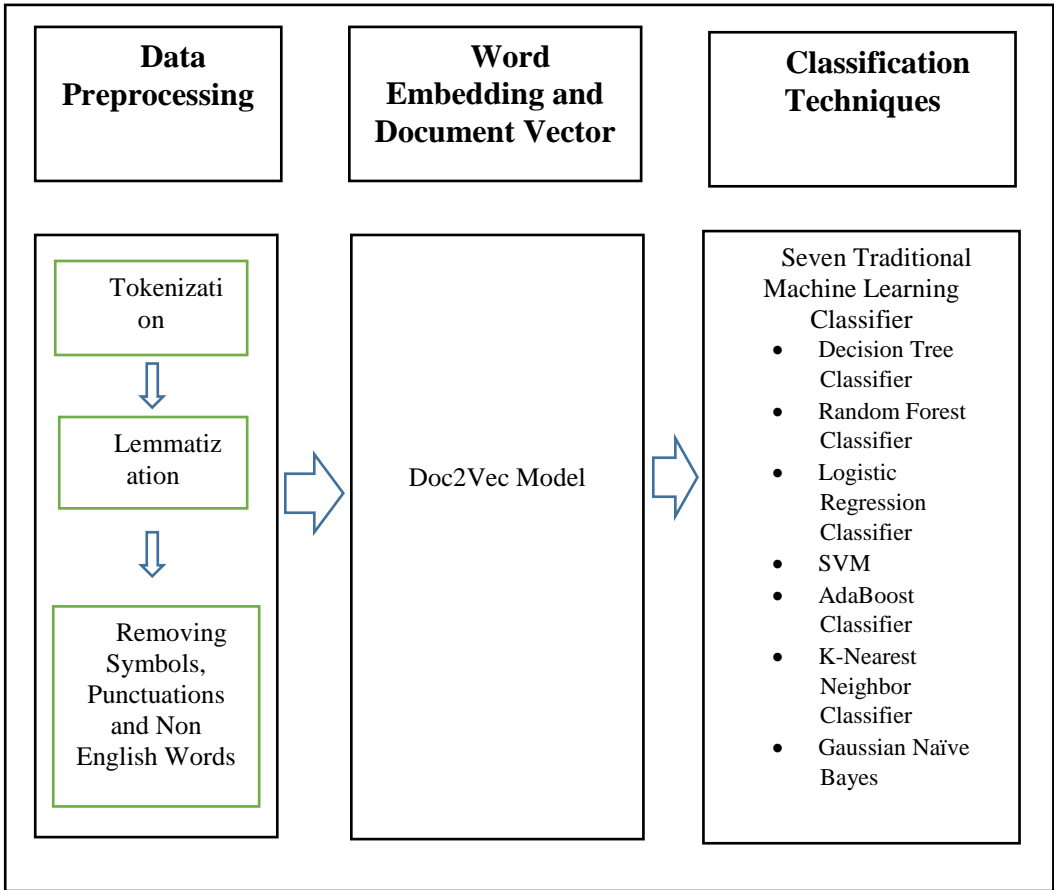 Data
Preprocessing
Word
Embedding and
Document Vector
Classification
Techniques
Tokenizati
on
Lemmatiz
ation
Removing
Symbols,
Punctuations
and Non
English Words
Doc2Vec Model
Seven Traditional
Machine Learning
Classifier
• Decision Tree
Classifier
• Random Forest
Classifier
• Logistic
Regression
Classifier
• SVM
• AdaBoost
Classifier
• K-Nearest
Neighbor
Classifier
• Gaussian Naïve
Bayes